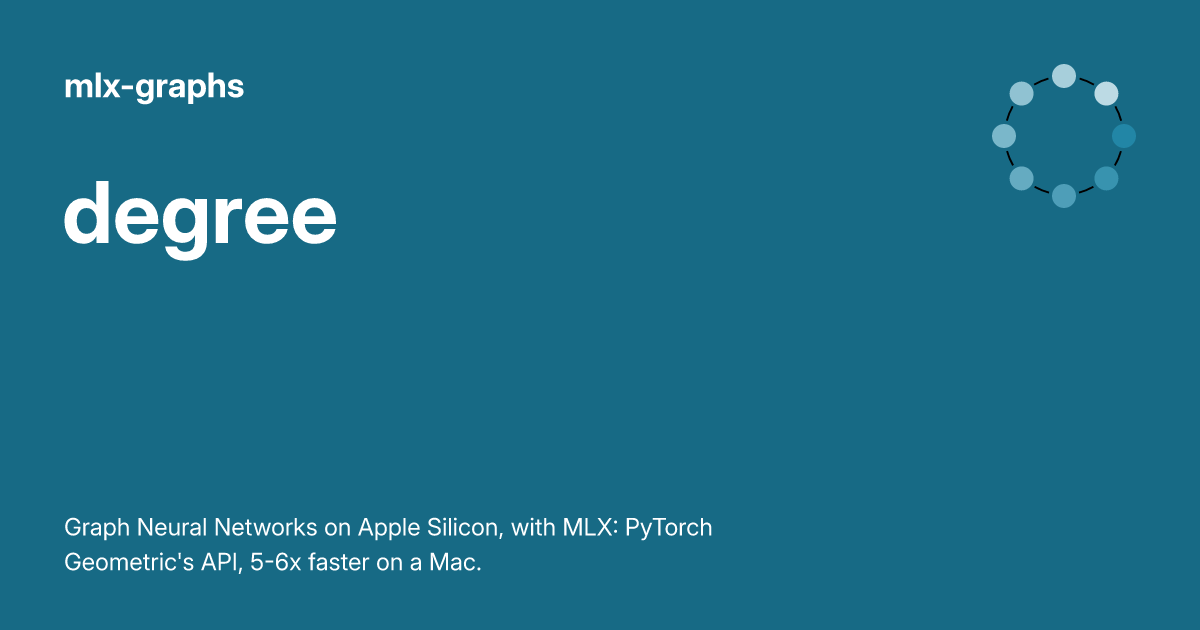 mlx-graphs
degree
Graph Neural Networks on Apple Silicon, with MLX: PyTorch
Geometric's API, 5-6x faster on a Mac.